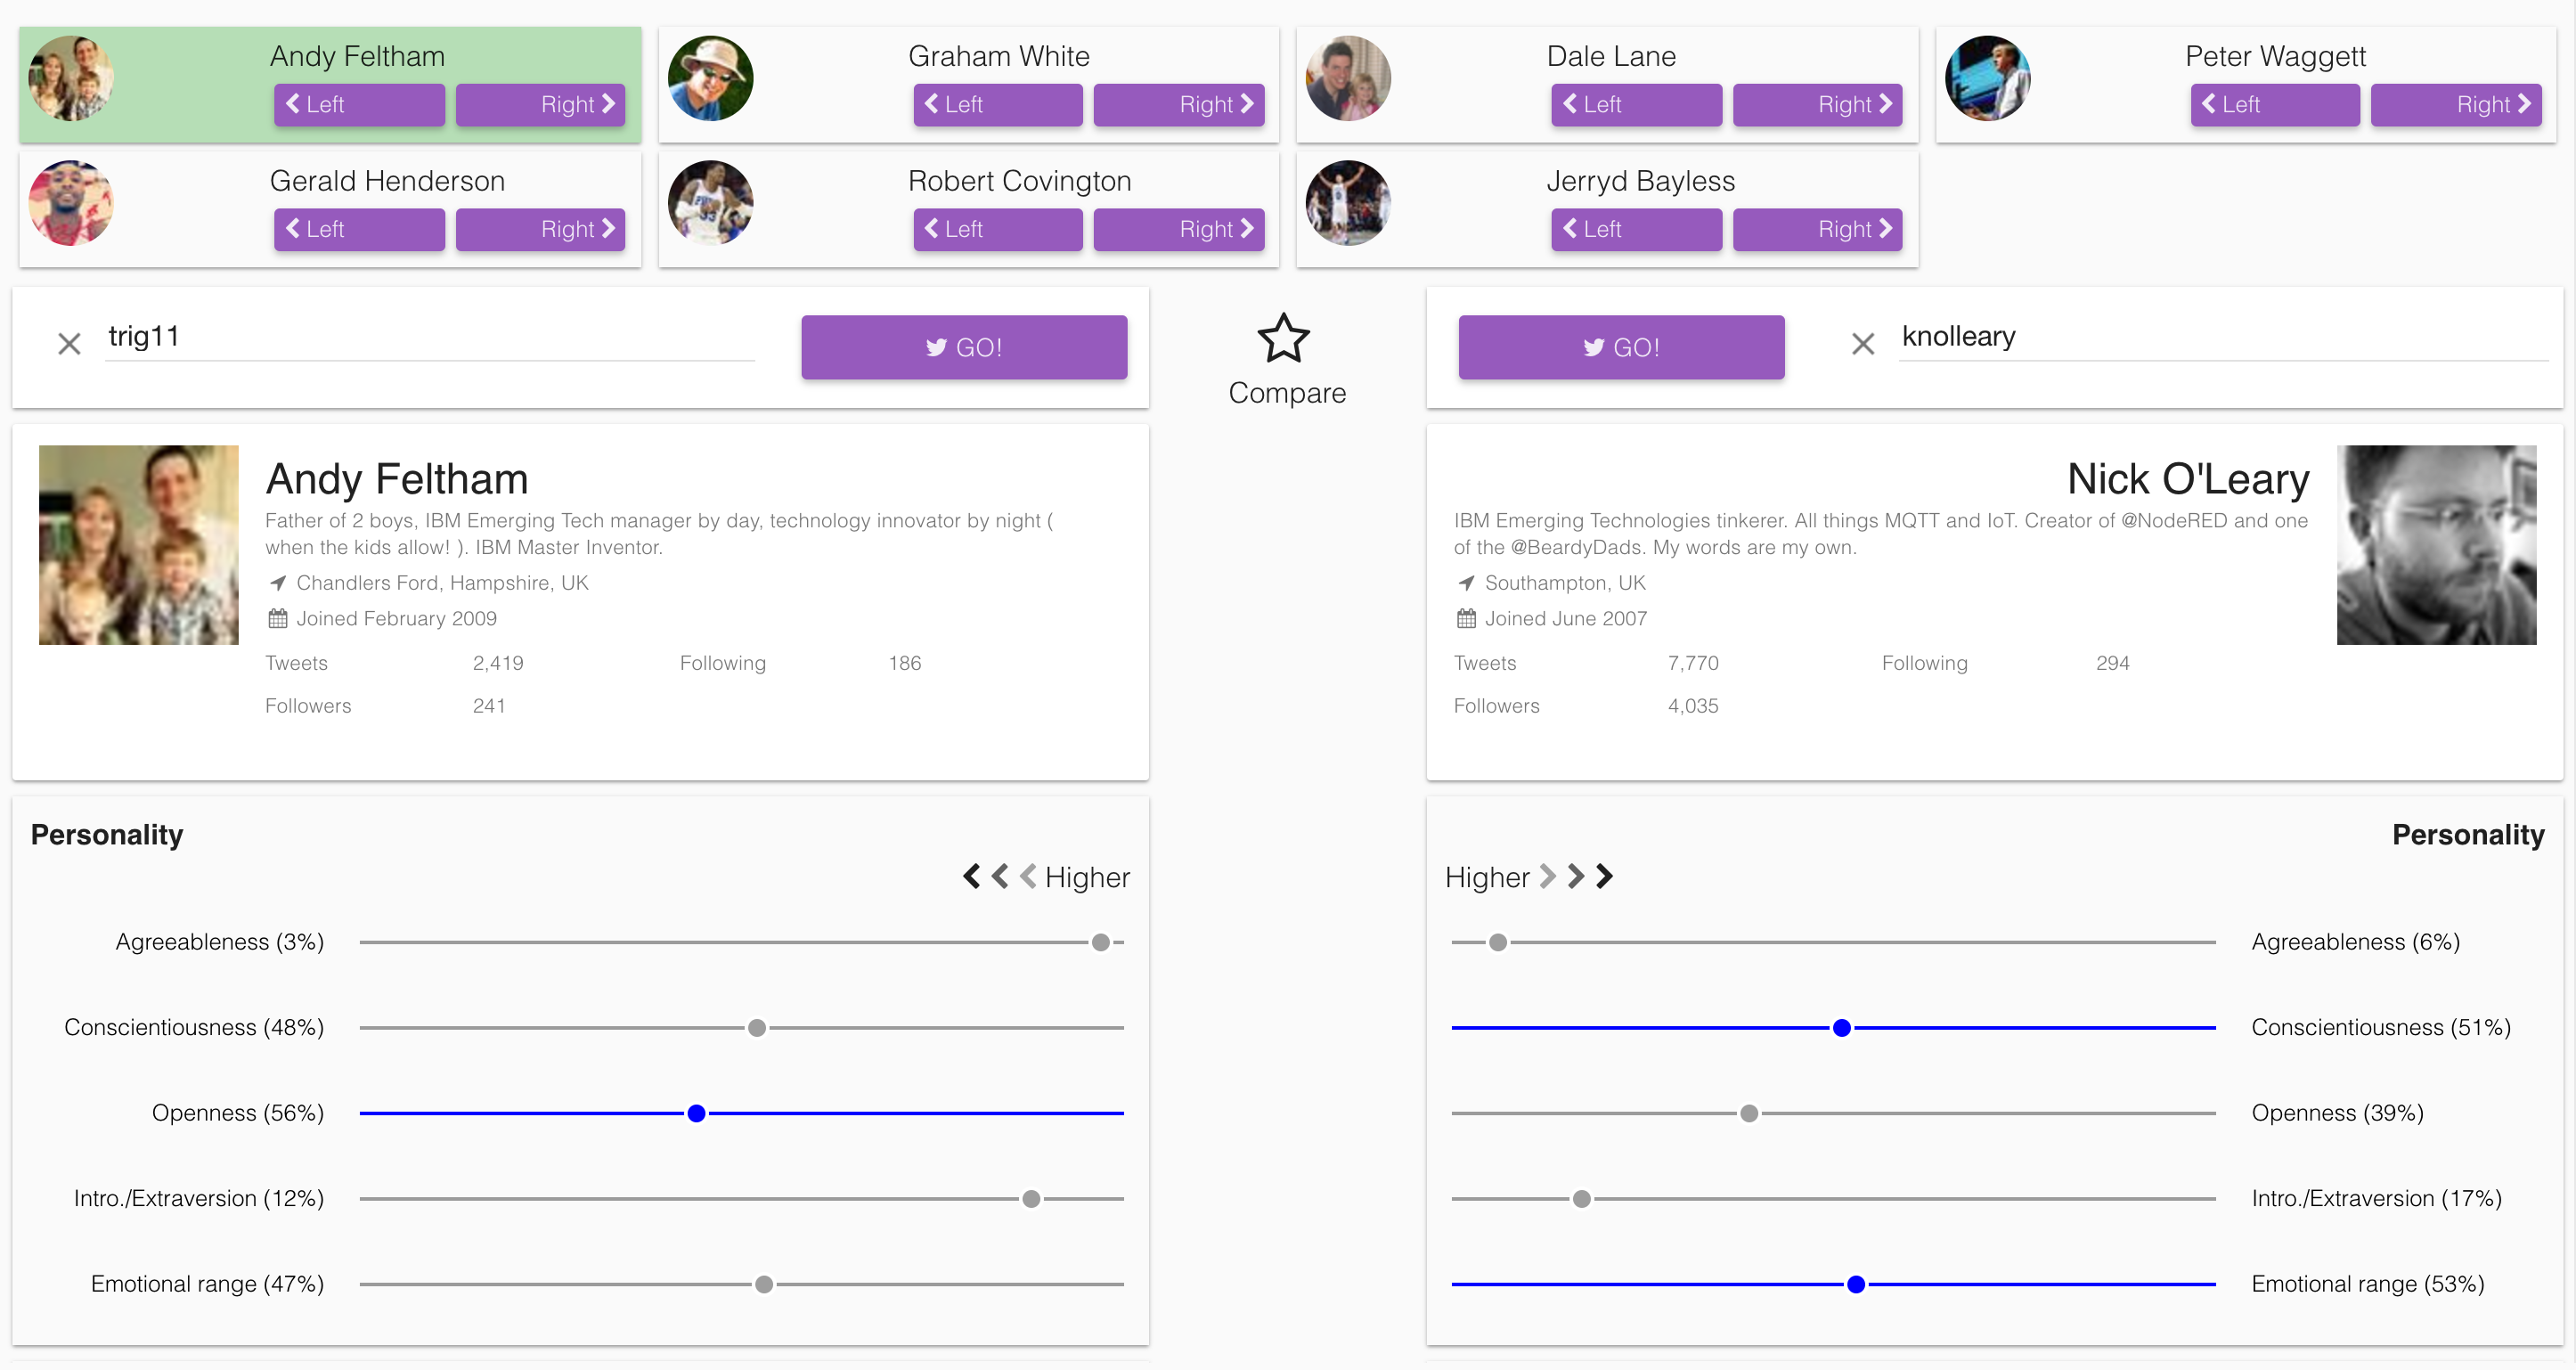 Andy Feltham
Left Right
Graham White
Left Right
Dale Lane
Left Right
Peter Waggett
Left Right
Gerald Henderson
Left Right
Robert Covington
Left Right
Jerryd Bayless
Left Right
trig11
GO!
Compare
GO!
knolleary
Andy Feltham
Father of 2 boys, IBM Emerging Tech manager by day, technology innovator by night (
when the kids allow! ). IBM Master Inventor.
Chandlers Ford, Hampshire, UK
Joined February 2009
Tweets 2,419 Following 186
Followers 241
Nick O'Leary
IBM Emerging Technologies tinkerer. All things MQTT and IoT. Creator of @NodeRED and one
of the @BeardyDads. My words are my own.
Southampton, UK
Joined June 2007
Tweets 7,770 Following 294
Followers 4,035
Personality
Higher
Agreeableness (3%)
Conscientiousness (48%)
Openness (56%)
Intro./Extraversion (12%)
Emotional range (47%)
Personality
Higher
Agreeableness (6%)
Conscientiousness (51%)
Openness (39%)
Intro./Extraversion (17%)
Emotional range (53%)